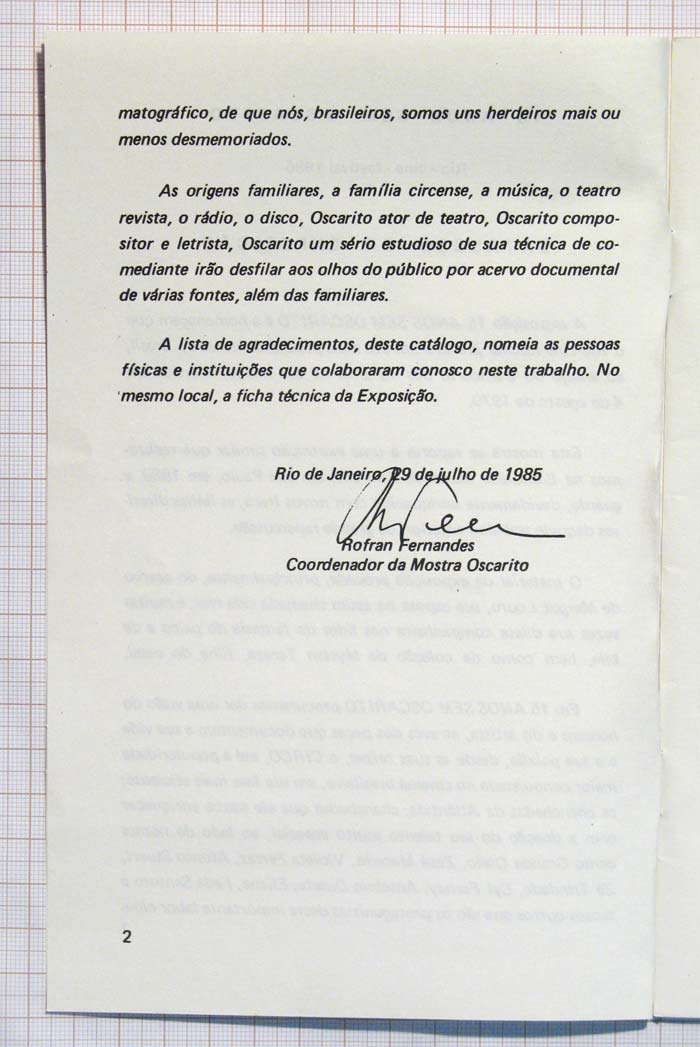 matográfico, de que nós, brasileiros, somos uns herdeiros mais ou
menos desmemoriados.
As origens familiares, a família circense, a música, o teatro
revista, o rádio, o disco, Oscarito ator de teatro, Oscarito compo-
sitor e letrista, Oscarito um sério estudioso de sua técnica de co-
mediante irão desfilar aos olhos do público por acervo documental
de várias fontes, além das familiares.
A lista de agradecimentos, deste catálogo, nomeia as pessoas
físicas e instituições que colaboraram conosco neste trabalho. No
mesmo local, a ficha técnica da Exposição.
Rio de Janeiro, 29 de julho de 1985
Rofran Fernandes
Coordenador da Mostra Oscarito
2